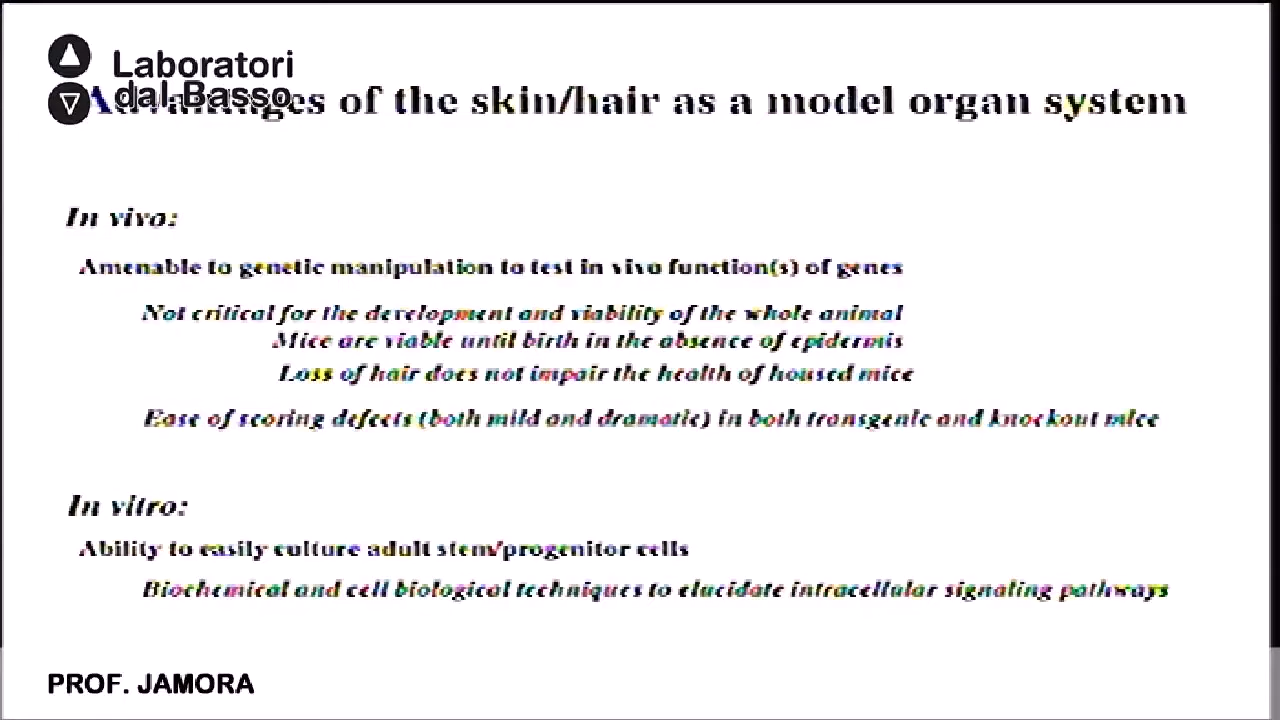 Laboratori
dal Basso
Advantages of the skin/hair as a model organ system
In vivo:
Amenable to genetic manipulation to test in vivo function(s) of genes
Not critical for the development and viability of the whole animal
Mice are viable until birth in the absence of epidermis
Loss of hair does not impair the health of housed mice
Ease of scoring defects (both mild and dramatic) in both transgenic and knockout mice
In vitro:
Ability to easily culture adult stem/progenitor cells
Biochemical and cell biological techniques to elucidate intracellular signaling pathways
PROF. JAMORA